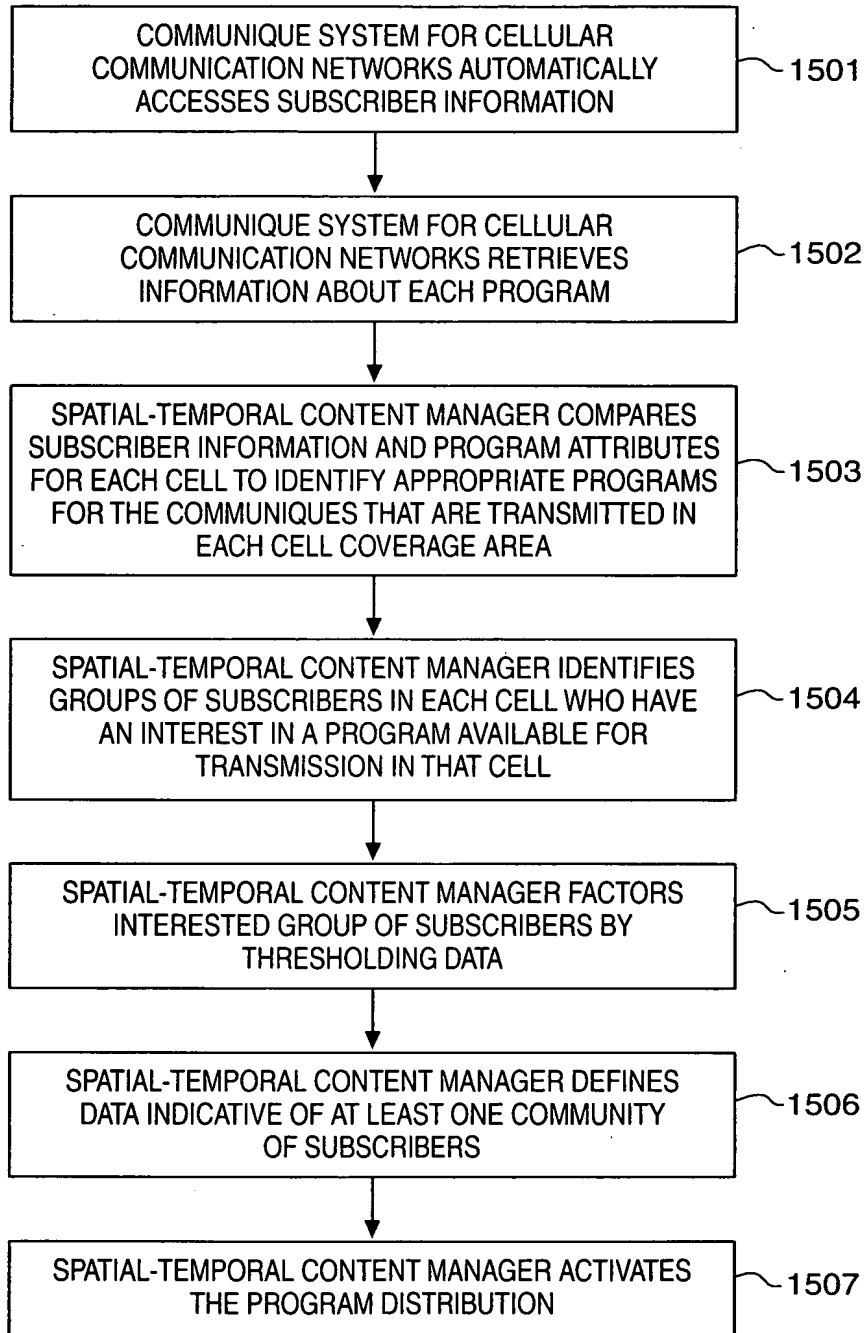 COMMUNIQUE SYSTEM FOR CELLULAR
COMMUNICATION NETWORKS AUTOMATICALLY
ACCESSES SUBSCRIBER INFORMATION
1501
COMMUNIQUE SYSTEM FOR CELLULAR
COMMUNICATION NETWORKS RETRIEVES
INFORMATION ABOUT EACH PROGRAM
1502
SPATIAL-TEMPORAL CONTENT MANAGER COMPARES
SUBSCRIBER INFORMATION AND PROGRAM ATTRIBUTES
FOR EACH CELL TO IDENTIFY APPROPRIATE PROGRAMS
FOR THE COMMUNIQUES THAT ARE TRANSMITTED IN
EACH CELL COVERAGE AREA
1503
SPATIAL-TEMPORAL CONTENT MANAGER IDENTIFIES
GROUPS OF SUBSCRIBERS IN EACH CELL WHO HAVE
AN INTEREST IN A PROGRAM AVAILABLE FOR
TRANSMISSION IN THAT CELL
1504
SPATIAL-TEMPORAL CONTENT MANAGER FACTORS
INTERESTED GROUP OF SUBSCRIBERS BY
THRESHOLDING DATA
1505
SPATIAL-TEMPORAL CONTENT MANAGER DEFINES
DATA INDICATIVE OF AT LEAST ONE COMMUNITY
OF SUBSCRIBERS
1506
SPATIAL-TEMPORAL CONTENT MANAGER ACTIVATES
THE PROGRAM DISTRIBUTION
1507